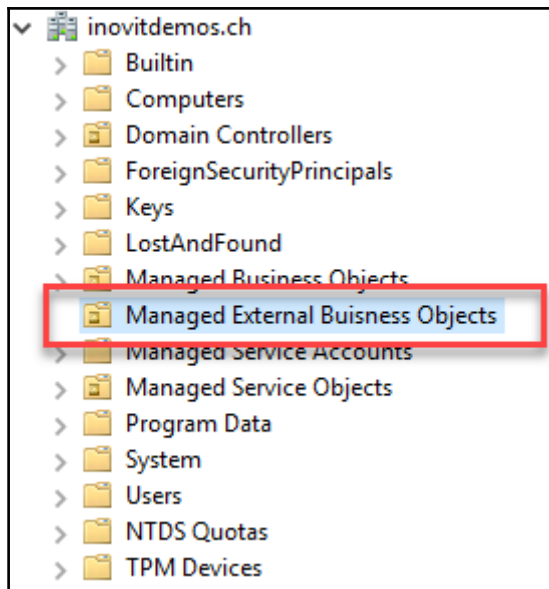 inovitdemos.ch
Builtin
Computers
Domain Controllers
ForeignSecurityPrincipals
Keys
LostAndFound
Managed Business Objects
Managed External Buisness Objects
Managed Service Accounts
Managed Service Objects
Program Data
System
Users
NTDS Quotas
TPM Devices